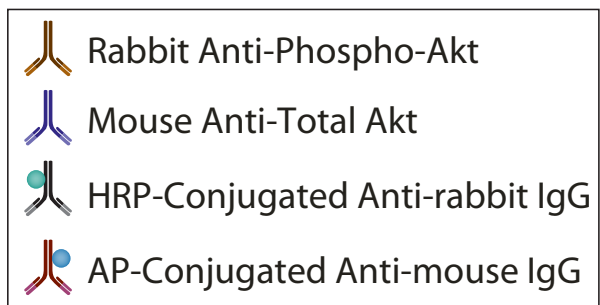 Rabbit Anti-Phospho-Akt
Mouse Anti-Total Akt
HRP-Conjugated Anti-rabbit IgG
AP-Conjugated Anti-mouse IgG